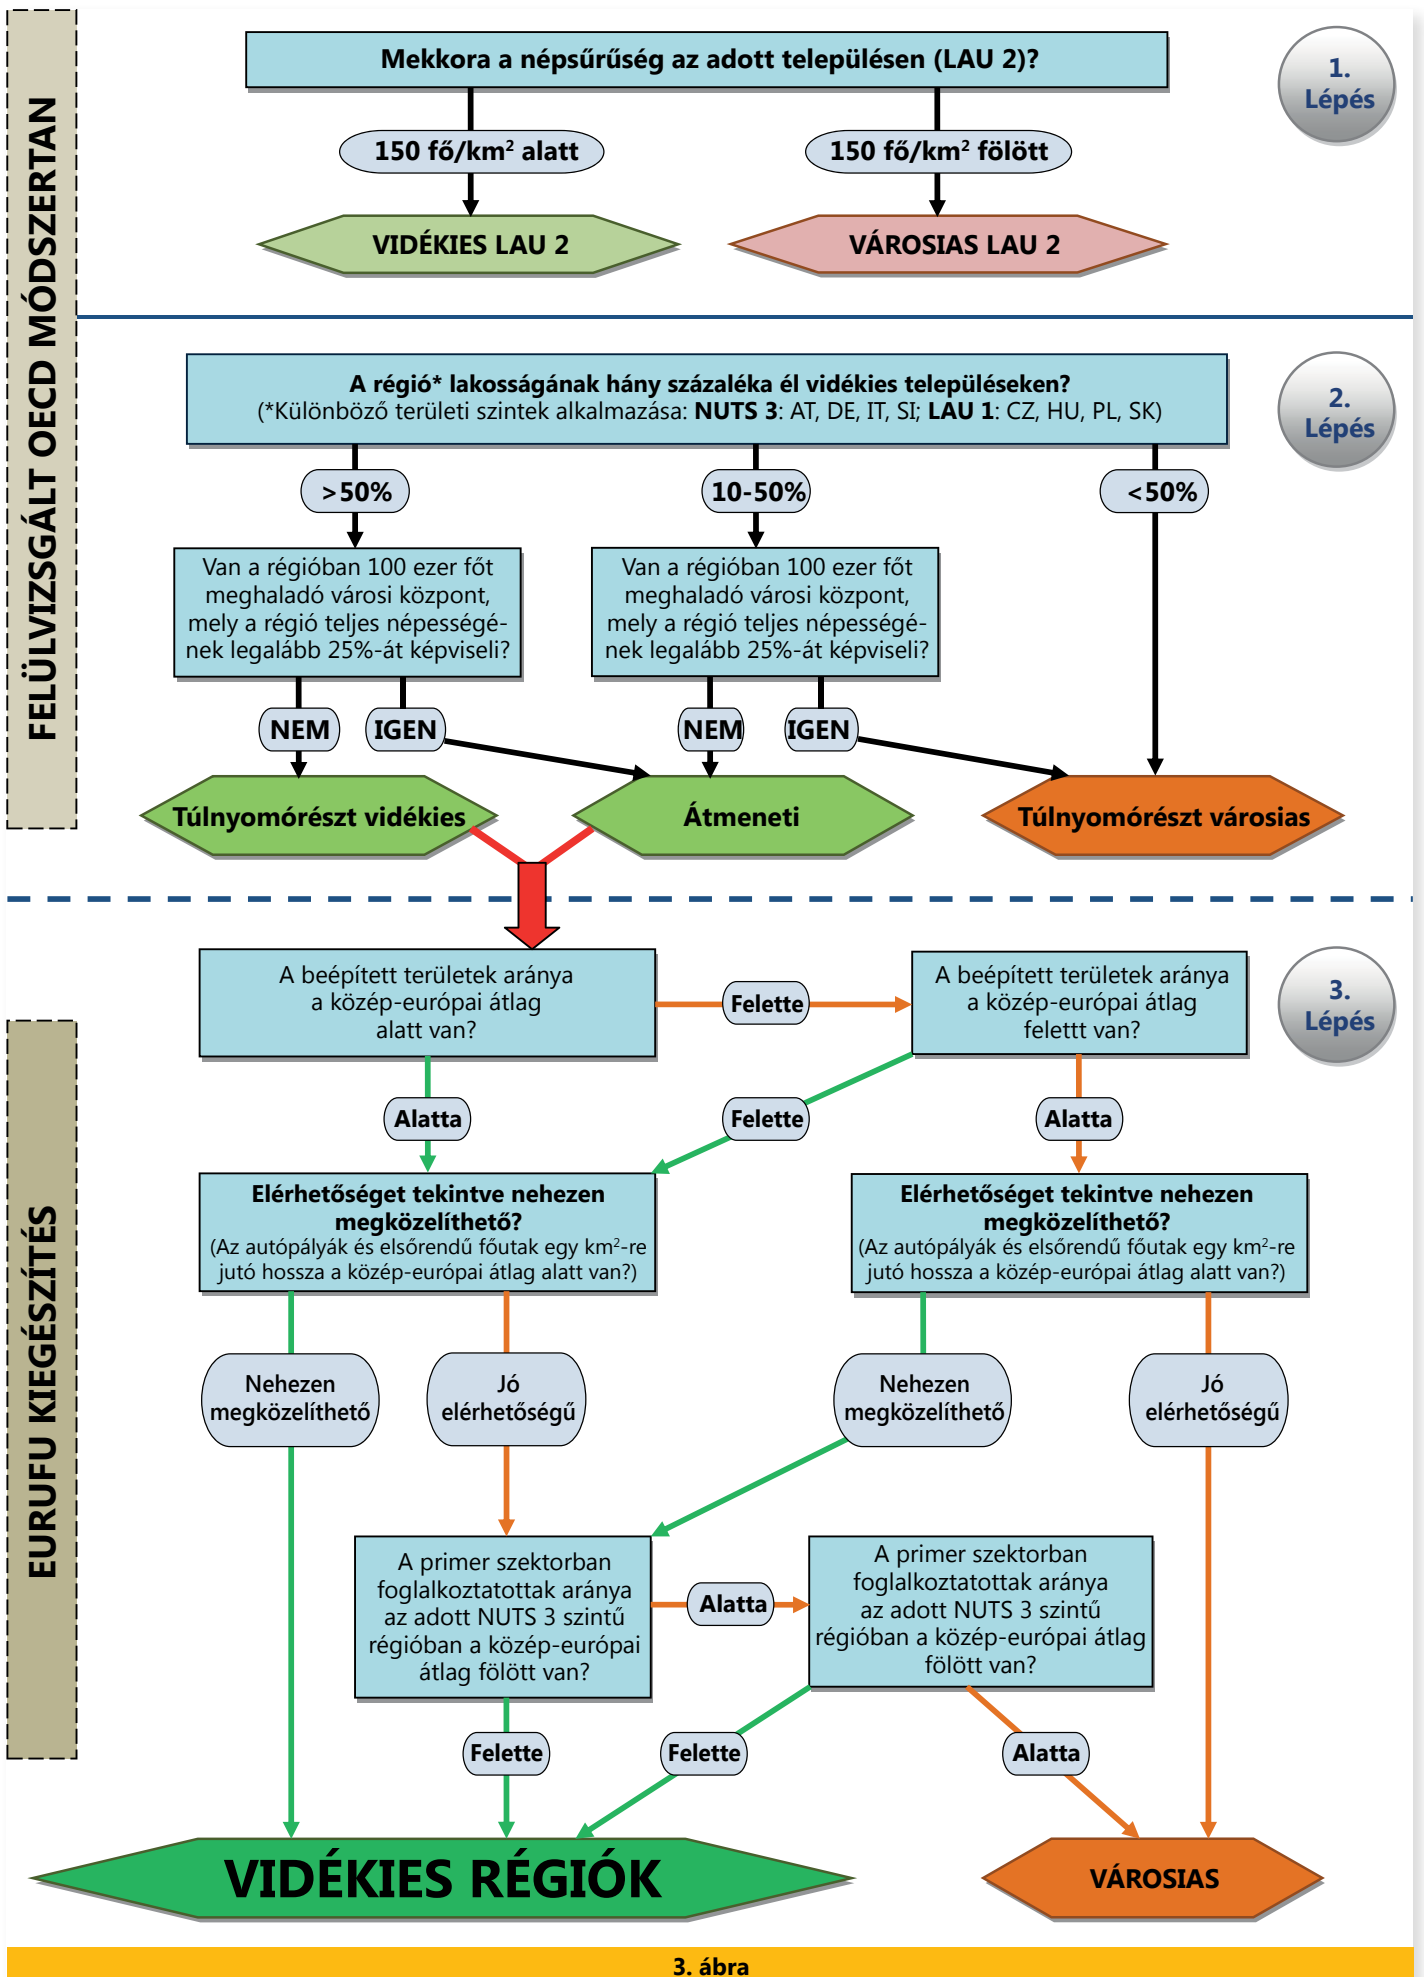 FELÜLVIZSGÁLT OECD MÓDSZERTAN
Mekkora a népsűrűség az adott településen (LAU 2)?
1.
Lépés
150 fő/km² alatt
150 fő/km² fölött
VIDÉKIES LAU 2
VÁROSIAS LAU 2
A régió* lakosságának hány százaléka él vidékies településeken?
(*Különböző területi szintek alkalmazása: NUTS 3: AT, DE, IT, SI; LAU 1: CZ, HU, PL, SK)
2.
Lépés
>50%
10-50%
<50%
Van a régióban 100 ezer főt
meghaladó városi központ,
mely a régió teljes népességé-
nek legalább 25%-át képviseli?
Van a régióban 100 ezer főt
meghaladó városi központ,
mely a régió teljes népességé-
nek legalább 25%-át képviseli?
NEM
IGEN
NEM
IGEN
Túlnyomórészt vidékies
Átmeneti
Túlnyomórészt városias
EURUFU KIEGÉSZÍTÉS
A beépített területek aránya
a közép-európai átlag
alatt van?
Felette
A beépített területek aránya
a közép-európai átlag
felettt van?
3.
Lépés
Alatta
Felette
Alatta
Elérhetőséget tekintve nehezen
megközelíthető?
(Az autópályák és elsőrendű főutak egy km²-re
jutó hossza a közép-európai átlag alatt van?)
Elérhetőséget tekintve nehezen
megközelíthető?
(Az autópályák és elsőrendű főutak egy km²-re
jutó hossza a közép-európai átlag alatt van?)
Nehezen
megközelíthető
Jó
elérhetőségű
Nehezen
megközelíthető
Jó
elérhetőségű
A primer szektorban
foglalkoztatottak aránya
az adott NUTS 3 szintű
régióban a közép-európai
átlag fölött van?
Alatta
A primer szektorban
foglalkoztatottak aránya
az adott NUTS 3 szintű
régióban a közép-európai átlag
fölött van?
Felette
Felette
Alatta
VIDÉKIES RÉGIÓK
VÁROSIAS
3. ábra